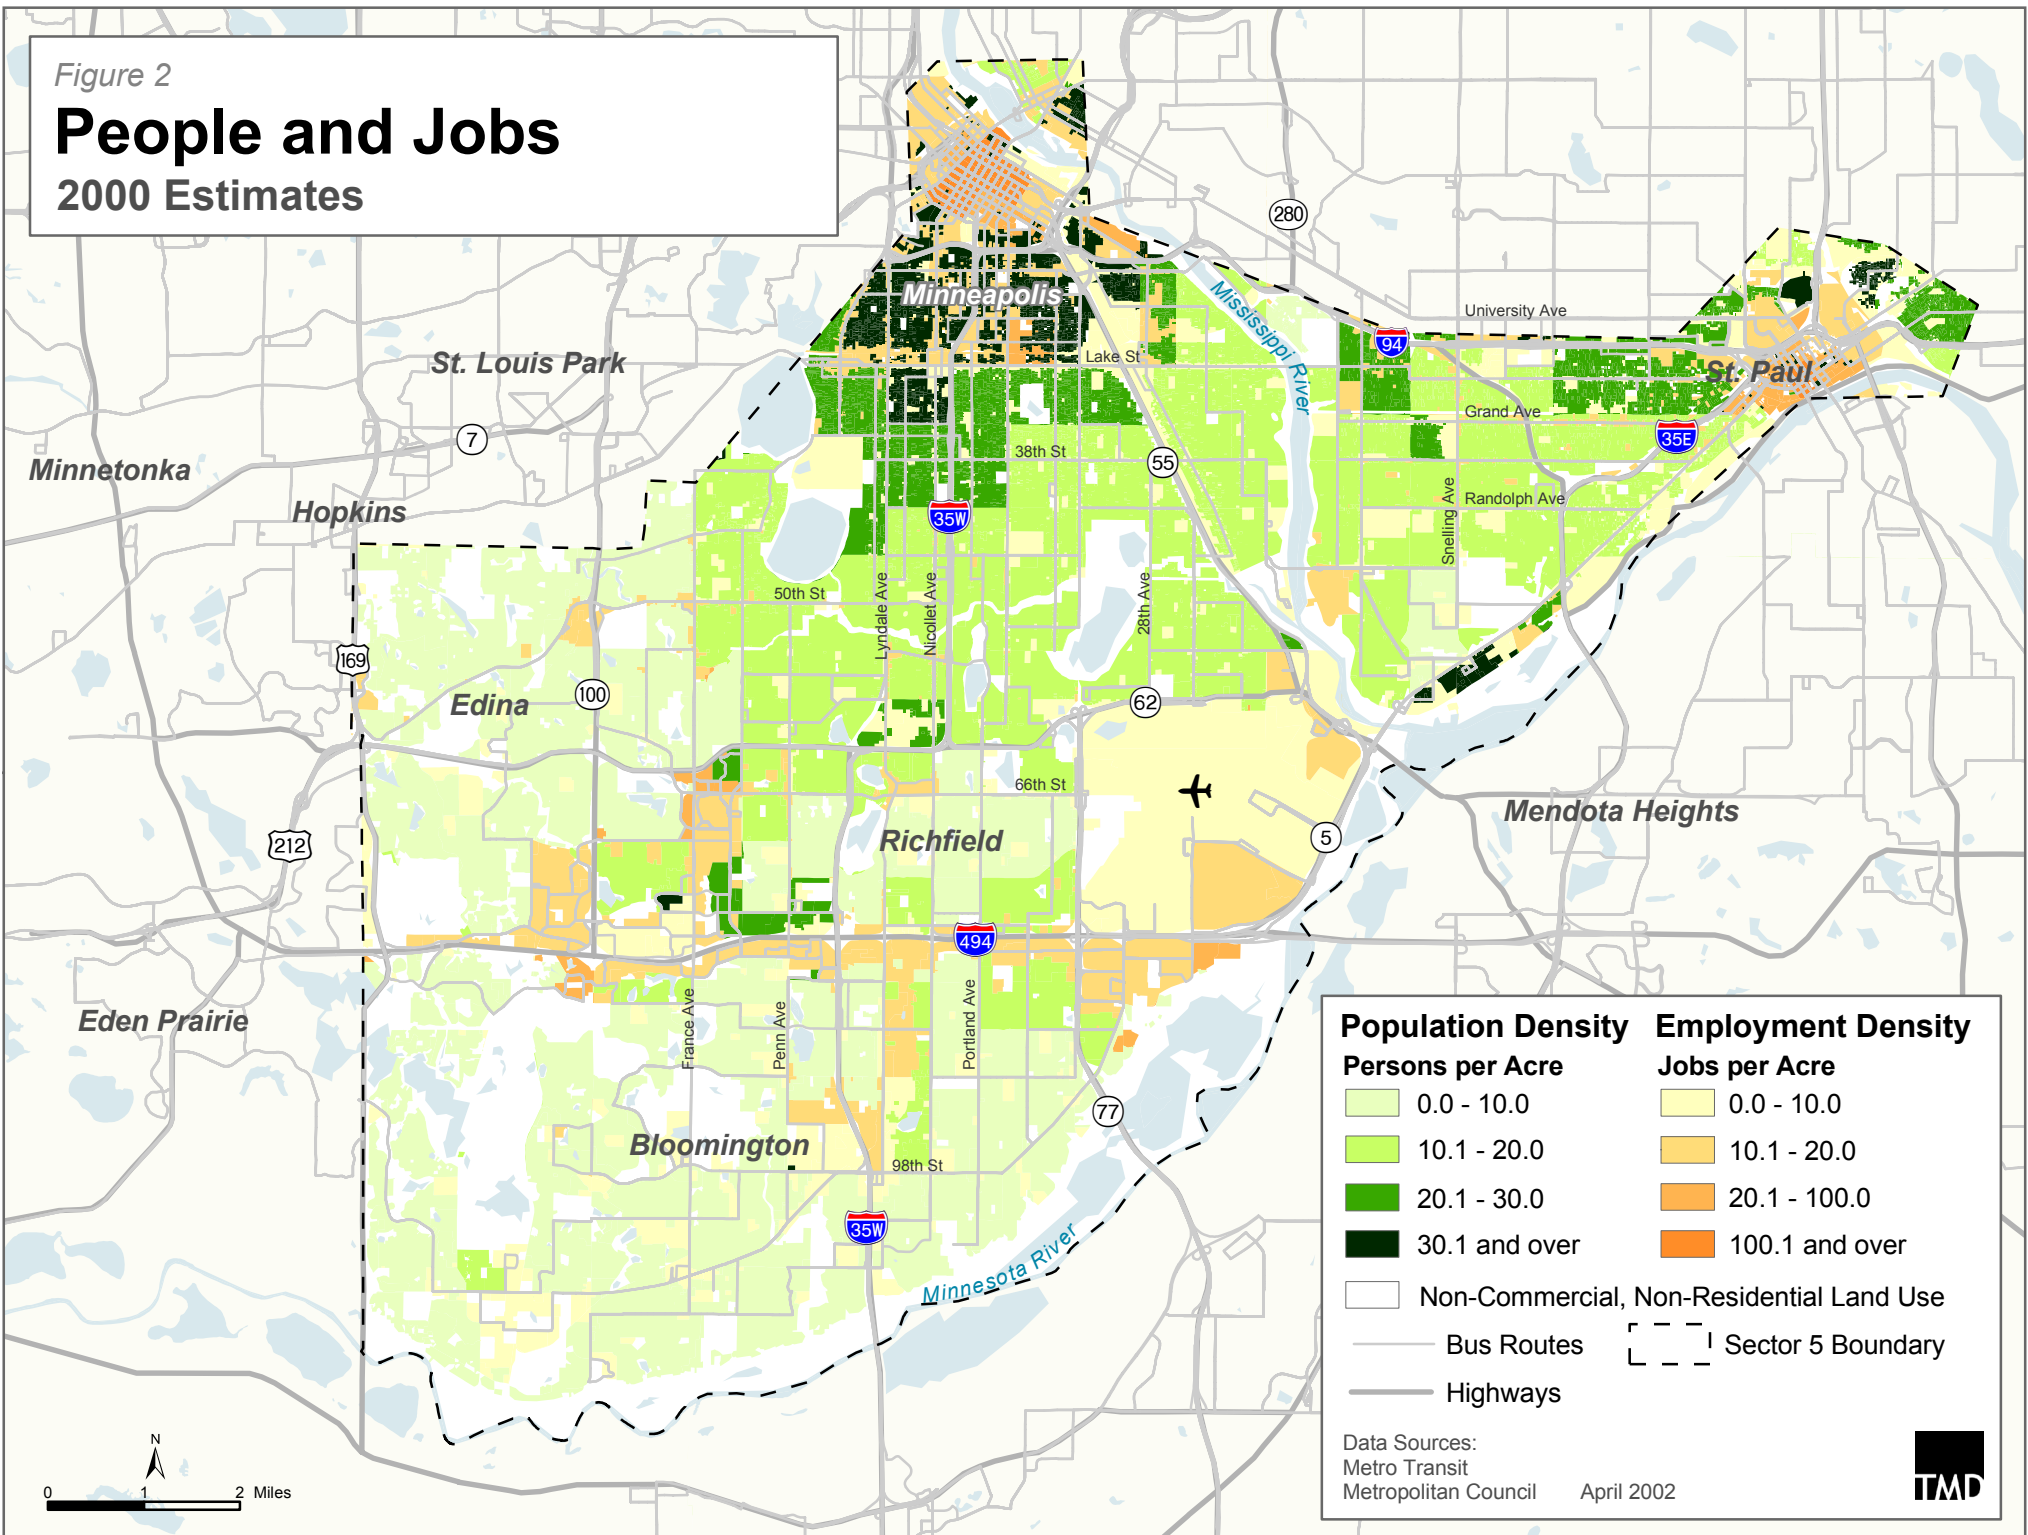 Figure 2
People and Jobs
2000 Estimates
280
Minneapolis
Mississippi River
University Ave
94
St. Louis Park
Lake St
St. Paul
Grand Ave
7
35E
38th St
55
Minnetonka
Snelling Ave
Randolph Ave
Hopkins
35W
50th St
Lyndale Ave
Nicollet Ave
28th Ave
169
Edina
100
62
66th St
Mendota Heights
212
Richfield
5
494
Eden Prairie
France Ave
Penn Ave
Portland Ave
77
Bloomington
98th St
35W
Minnesota River
Population Density
Persons per Acre
0.0 - 10.0
10.1 - 20.0
20.1 - 30.0
30.1 and over
Employment Density
Jobs per Acre
0.0 - 10.0
10.1 - 20.0
20.1 - 100.0
100.1 and over
Non-Commercial, Non-Residential Land Use
Bus Routes
Sector 5 Boundary
Highways
Data Sources:
Metro Transit
Metropolitan Council April 2002
TMD
N
0 1 2 Miles